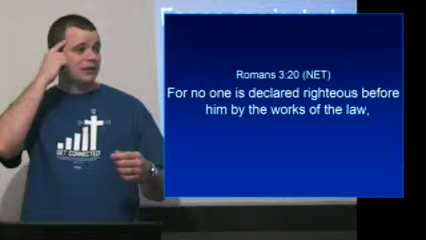 Romans 3.20 (NET)
For no one is declared righteous before
him by the works of the law,
GET CONNECTED!